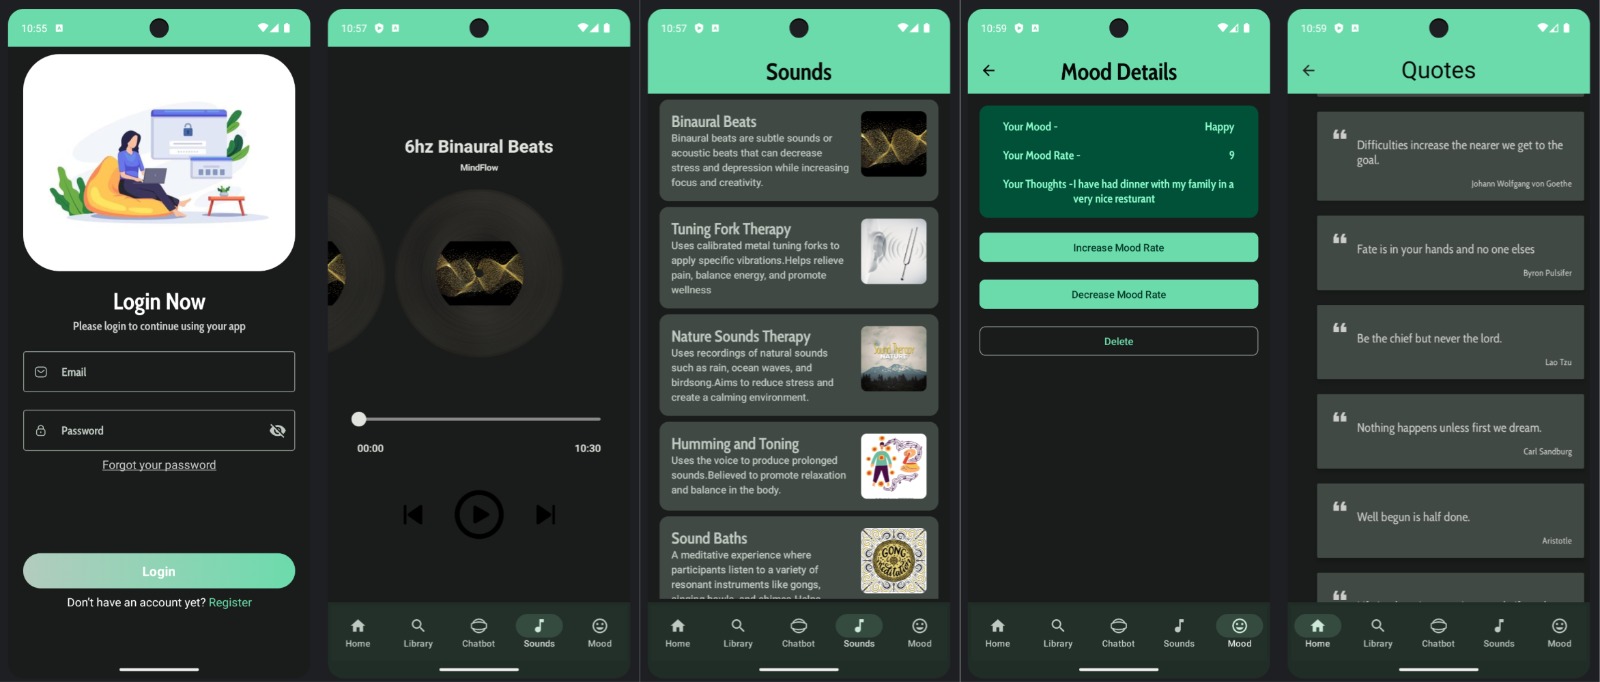 10:55
Login Now
Please login to continue using your app
Email
Password
Forgot your password
Login
Don't have an account yet? Register
10:57
6hz Binaural Beats
MindFlow
00:00 10:30
Home Library Chatbot Sounds Mood
10:57
Sounds
Binaural Beats
Binaural beats are subtle sounds or
acoustic beats that can decrease
stress and depression while increasing
focus and creativity.
Tuning Fork Therapy
Uses calibrated metal tuning forks to
apply specific vibrations.Helps relieve
pain, balance energy, and promote
wellness
Nature Sounds Therapy
Uses recordings of natural sounds
such as rain, ocean waves, and
birdsong.Aims to reduce stress and
create a calming environment.
NATURE
Humming and Toning
Uses the voice to produce prolonged
sounds.Believed to promote relaxation
and balance in the body.
Sound Baths
A meditative experience where
participants listen to a variety of
resonant instruments like gongs,
GONG
meditation
Home Library Chatbot Sounds Mood
10:59
Mood Details
Your Mood - Happy
Your Mood Rate - 9
Your Thoughts -I have had dinner with my family in a
very nice resturant
Increase Mood Rate
Decrease Mood Rate
Delete
Home Library Chatbot Sounds Mood
10:59
Quotes
“ Difficulties increase the nearer we get to the
goal.
Johann Wolfgang von Goethe
“ Fate is in your hands and no one elses
Byron Pulsifer
“ Be the chief but never the lord.
Lao Tzu
“ Nothing happens unless first we dream.
Carl Sandburg
“ Well begun is half done.
Aristotle
“
Home Library Chatbot Sounds Mood